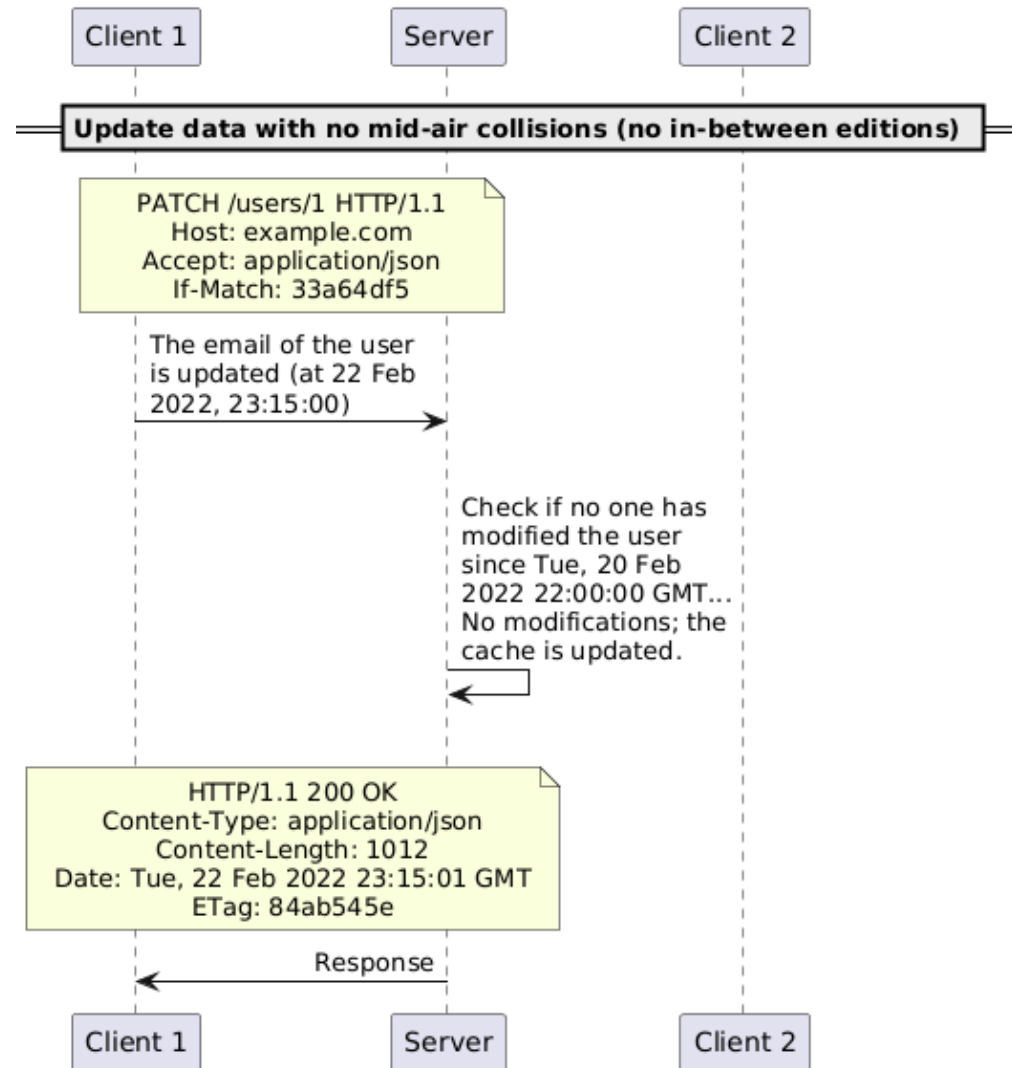 Client 1
Server
Client 2
Update data with no mid-air collisions (no in-between editions)
PATCH /users/1 HTTP/1.1
Host: example.com
Accept: application/json
If-Match: 33a64df5
The email of the user
is updated (at 22 Feb
2022, 23:15:00)
Check if no one has
modified the user
since Tue, 20 Feb
2022 22:00:00 GMT...
No modifications; the
cache is updated.
HTTP/1.1 200 OK
Content-Type: application/json
Content-Length: 1012
Date: Tue, 22 Feb 2022 23:15:01 GMT
ETag: 84ab545e
Response
Client 1
Server
Client 2